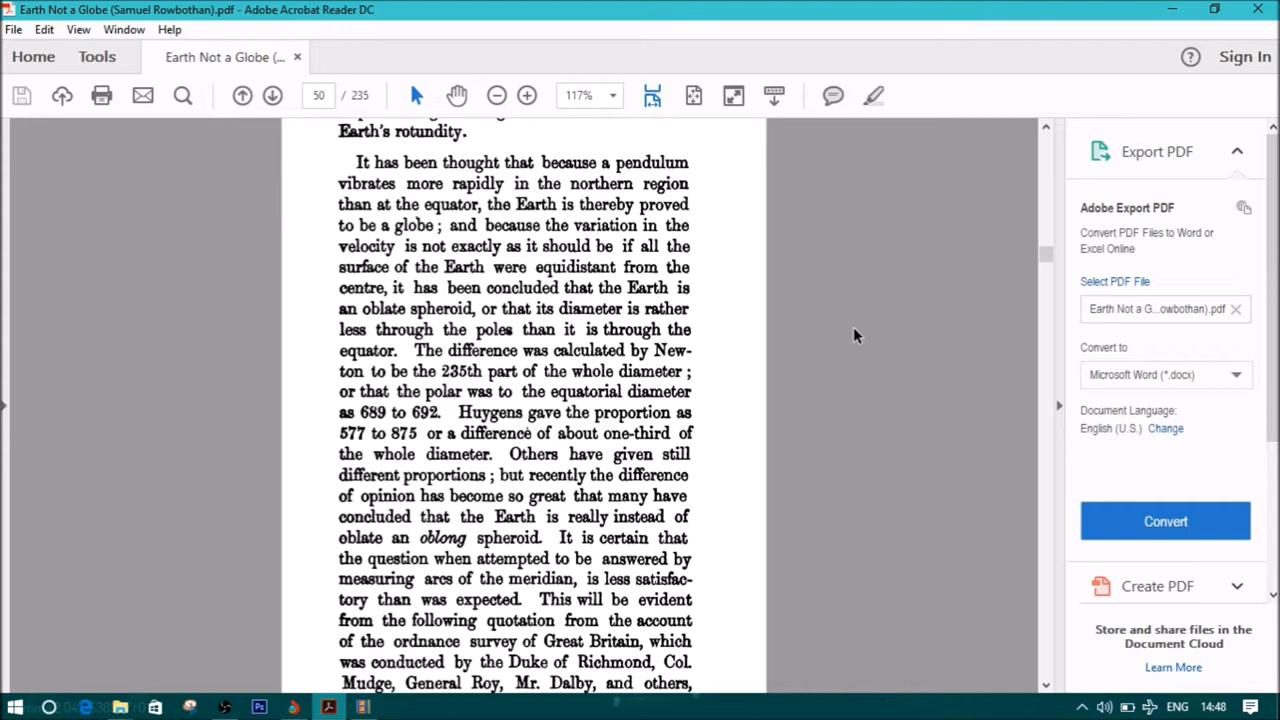 Earth Not a Globe (Samuel Rowbothan).pdf - Adobe Acrobat Reader DC
File Edit View Window Help
Home Tools Earth Not a Globe (... × Sign In
50 / 235 117%
Earth's rotundity.
It has been thought that because a pendulum
vibrates more rapidly in the northern region
than at the equator, the Earth is thereby proved
to be a globe ; and because the variation in the
velocity is not exactly as it should be if all the
surface of the Earth were equidistant from the
centre, it has been concluded that the Earth is
an oblate spheroid, or that its diameter is rather
less through the poles than it is through the
equator. The difference was calculated by New-
ton to be the 235th part of the whole diameter ;
or that the polar was to the equatorial diameter
as 689 to 692. Huygens gave the proportion as
577 to 875 or a difference of about one-third of
the whole diameter. Others have given still
different proportions ; but recently the difference
of opinion has become so great that many have
concluded that the Earth is really instead of
oblate an oblong spheroid. It is certain that
the question when attempted to be answered by
measuring arcs of the meridian, is less satisfac-
tory than was expected. This will be evident
from the following quotation from the account
of the ordnance survey of Great Britain, which
was conducted by the Duke of Richmond, Col.
Mudge, General Roy, Mr. Dalby, and others,
Export PDF
Adobe Export PDF
Convert PDF Files to Word or
Excel Online
Select PDF File
Earth Not a G...owbothan).pdf
Convert to
Microsoft Word (*.docx)
Document Language:
English (U.S.) Change
Convert
Create PDF
Store and share files in the
Document Cloud
Learn More
ENG 14:48